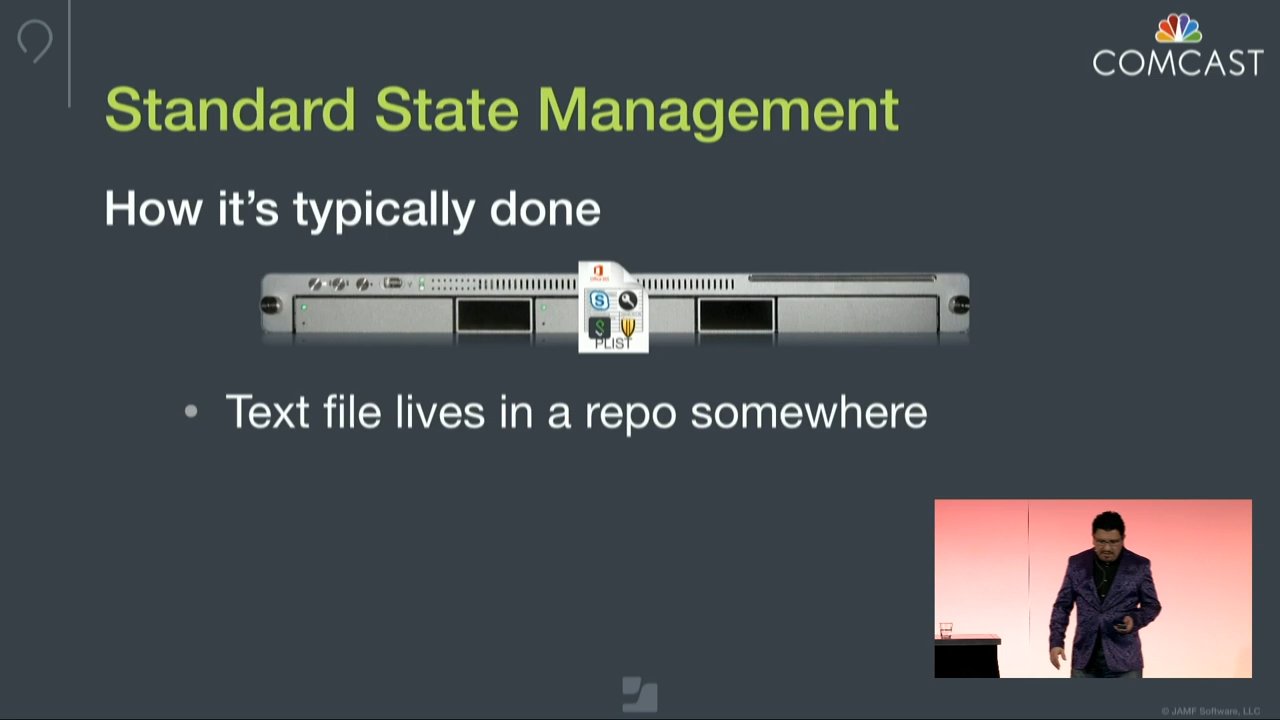 COMCAST
Standard State Management
How it's typically done
PLIST
• Text file lives in a repo somewhere
© JAMF Software, LLC